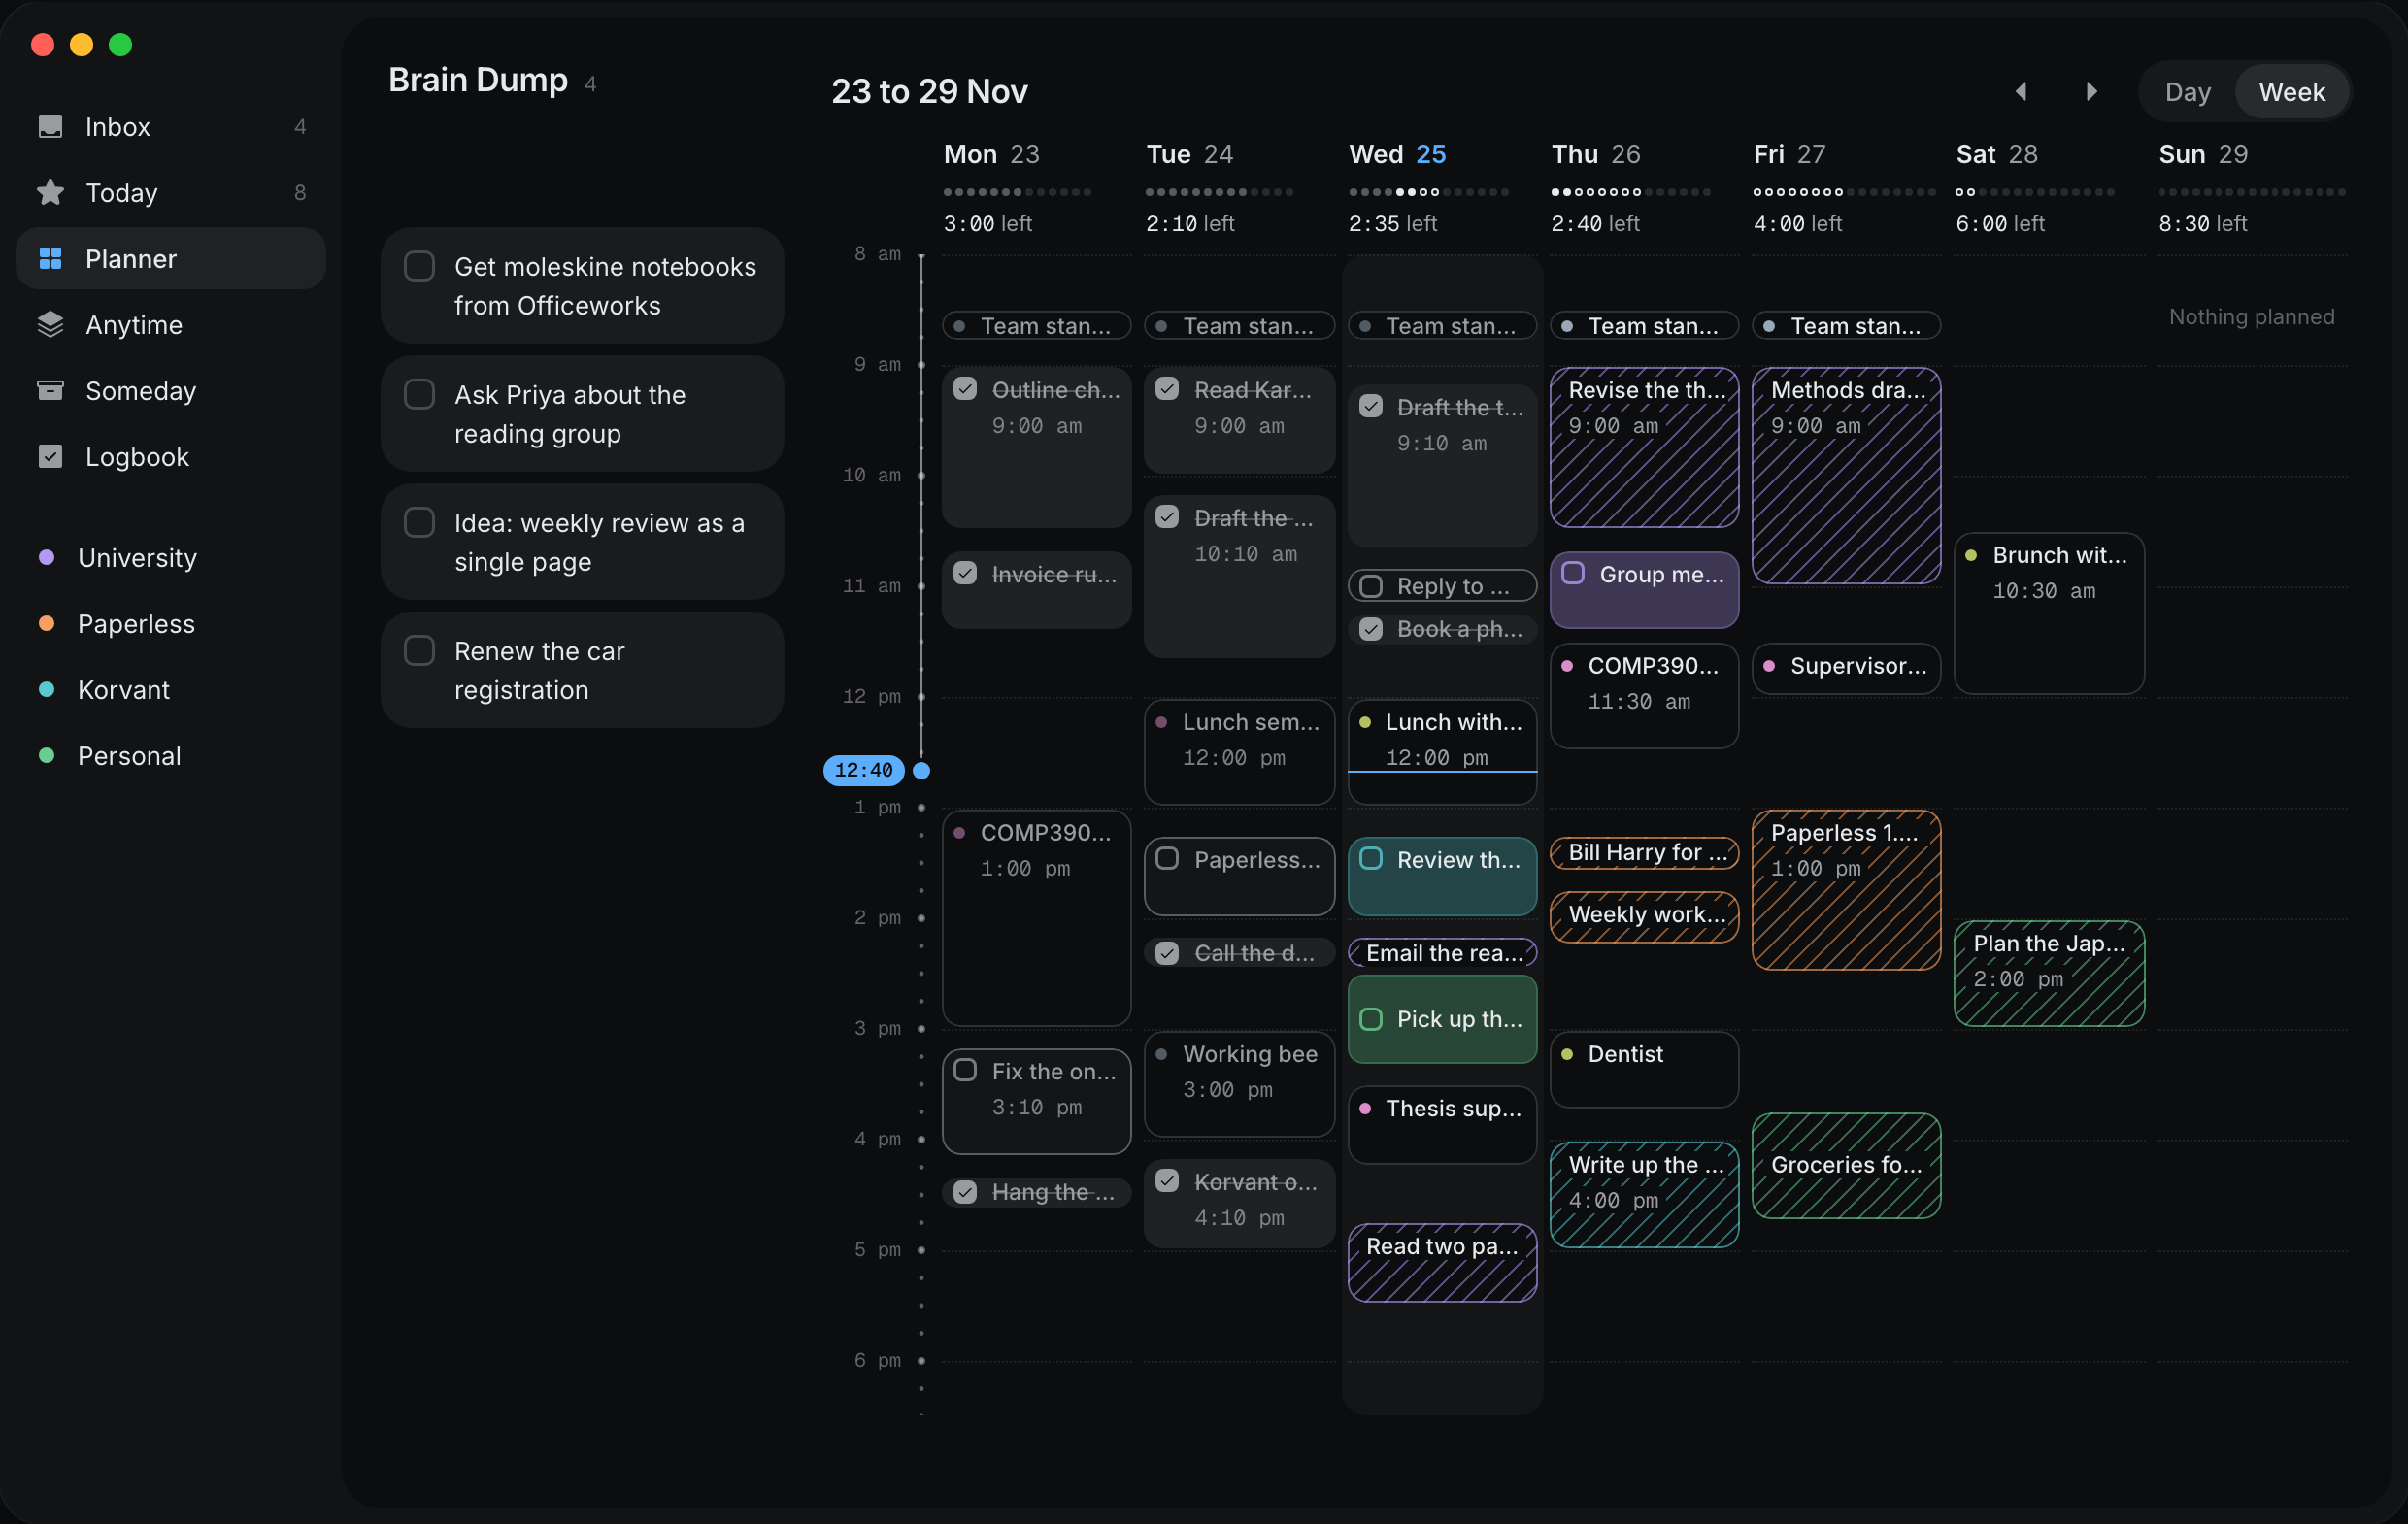 Inbox 4
Today 8
Planner
Anytime
Someday
Logbook
University
Paperless
Korvant
Personal
Brain Dump 4
Get moleskine notebooks
from Officeworks
Ask Priya about the
reading group
Idea: weekly review as a
single page
Renew the car
registration
23 to 29 Nov
Day Week
Mon 23
3:00 left
Tue 24
2:10 left
Wed 25
2:35 left
Thu 26
2:40 left
Fri 27
4:00 left
Sat 28
6:00 left
Sun 29
8:30 left
8 am
9 am
10 am
11 am
12 pm
12:40
1 pm
2 pm
3 pm
4 pm
5 pm
6 pm
Team stan...
Outline ch...
9:00 am
Invoice ru...
COMP390...
1:00 pm
Fix the on...
3:10 pm
Hang the ...
Team stan...
Read Kar...
9:00 am
Draft the ...
10:10 am
Lunch sem...
12:00 pm
Paperless...
Call the d...
Working bee
3:00 pm
Korvant o...
4:10 pm
Team stan...
Draft the t...
9:10 am
Reply to ...
Book a ph...
Lunch with...
12:00 pm
Review th...
Email the rea...
Pick up th...
Thesis sup...
Read two pa...
Team stan...
Revise the th...
9:00 am
Group me...
COMP390...
11:30 am
Bill Harry for ...
Weekly work...
Dentist
Write up the ...
4:00 pm
Team stan...
Methods dra...
9:00 am
Supervisor...
Paperless 1....
1:00 pm
Groceries fo...
Brunch wit...
10:30 am
Plan the Jap...
2:00 pm
Nothing planned